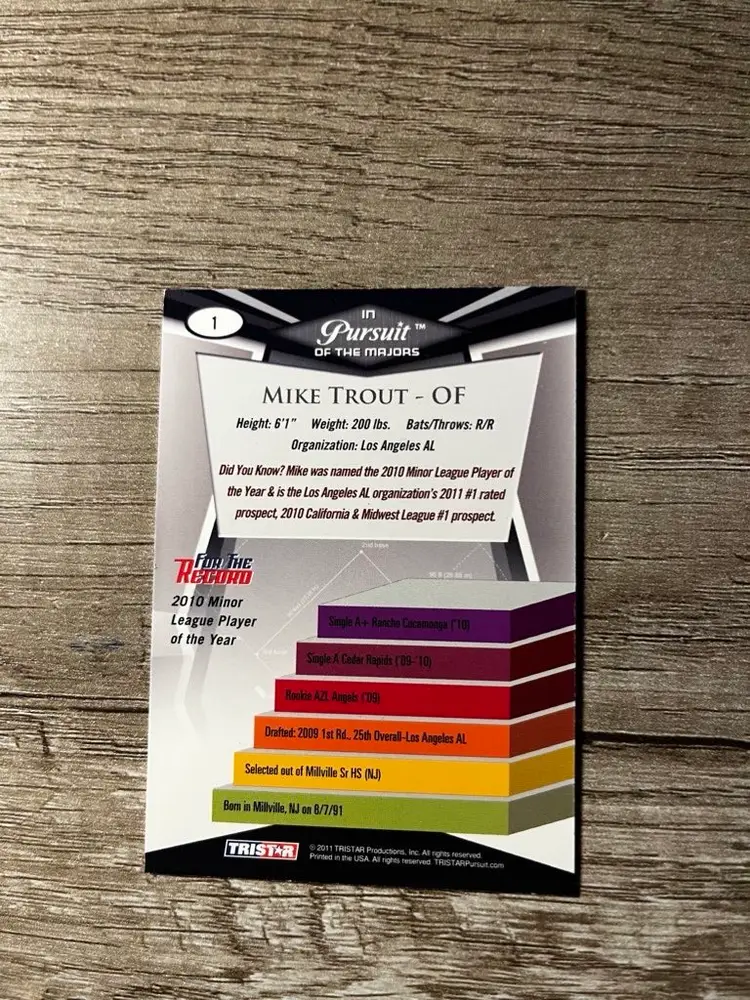 1
In
Pursuit™
OF THE MAJORS
MIKE TROUT - OF
Height: 6'1" Weight: 200 lbs. Bats/Throws: R/R
Organization: Los Angeles AL
Did You Know? Mike was named the 2010 Minor League Player of
the Year & is the Los Angeles AL organization's 2011 #1 rated
prospect, 2010 California & Midwest League #1 prospect.
2nd base
FOR THE
RECORD
2010 Minor
League Player
of the Year
Single A+ Rancho Cucamonga ('10)
Single A Cedar Rapids ('09-'10)
Rookie AZL Angels ('09)
Drafted: 2009 1st Rd., 25th Overall-Los Angeles AL
Selected out of Millville Sr HS (NJ)
Born in Millville, NJ on 8/7/91
TRISTAR
© 2011 TRISTAR Productions, Inc. All rights reserved.
Printed in the USA. All rights reserved. TRISTARPursuit.com